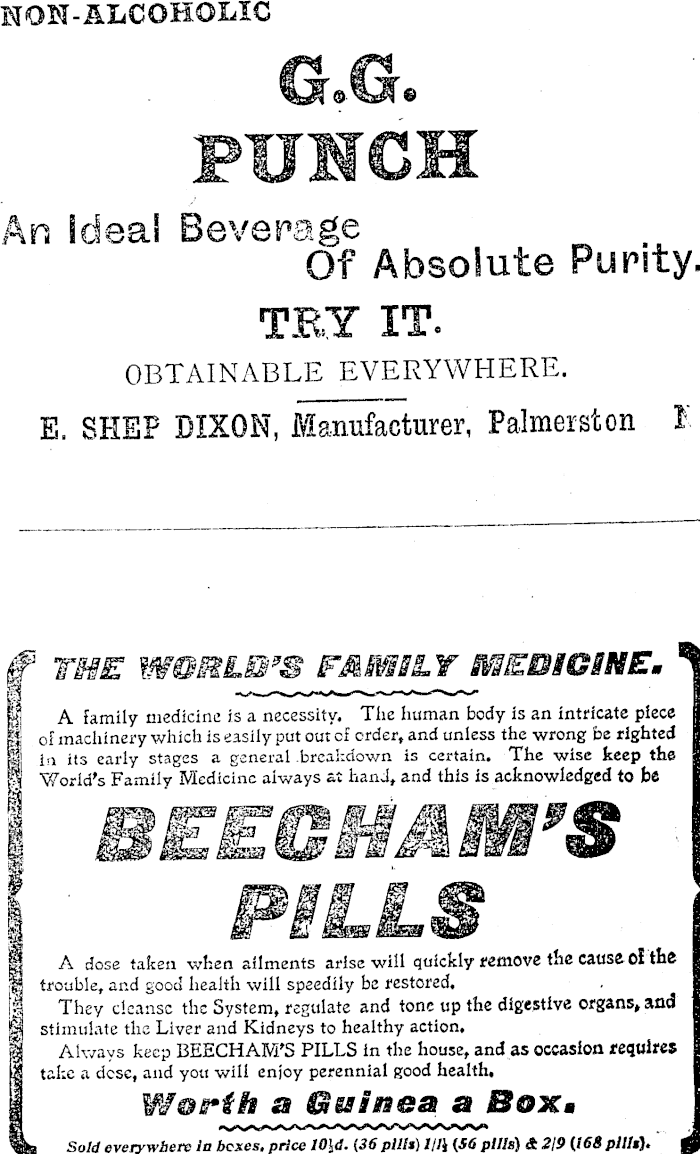 NON-ALCOHOLIC
G.G.
PUNCH
An Ideal Beverage
Of Absolute Purity.
TRY IT.
OBTAINABLE EVERYWHERE.
E. SHEP DIXON, Manufacturer, Palmerston N
THE WORLD'S FAMILY MEDICINE.
A family medicine is a necessity. The human body is an intricate piece
of machinery which is easily put out of order, and unless the wrong be righted
in its early stages a general breakdown is certain. The wise keep the
World's Family Medicine always at hand, and this is acknowledged to be
BEECHAM'S
PILLS
A dose taken when ailments arise will quickly remove the cause of the
trouble, and good health will speedily be restored.
They cleanse the System, regulate and tone up the digestive organs, and
stimulate the Liver and Kidneys to healthy action.
Always keep BEECHAM'S PILLS in the house, and as occasion requires
take a dose, and you will enjoy perennial good health.
Worth a Guinea a Box.
Sold everywhere in boxes, price 10½d. (36 pills) 1/1½ (56 pills) & 2/9 (168 pills).